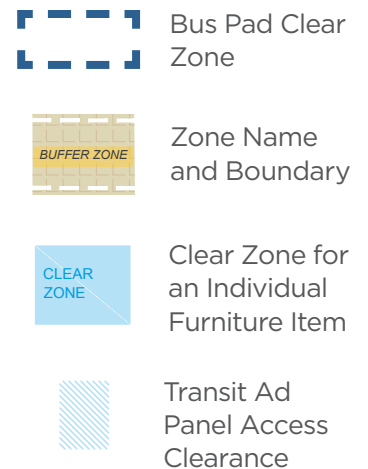 Bus Pad Clear
Zone
BUFFER ZONE
Zone Name
and Boundary
CLEAR
ZONE
Clear Zone for
an Individual
Furniture Item
Transit Ad
Panel Access
Clearance